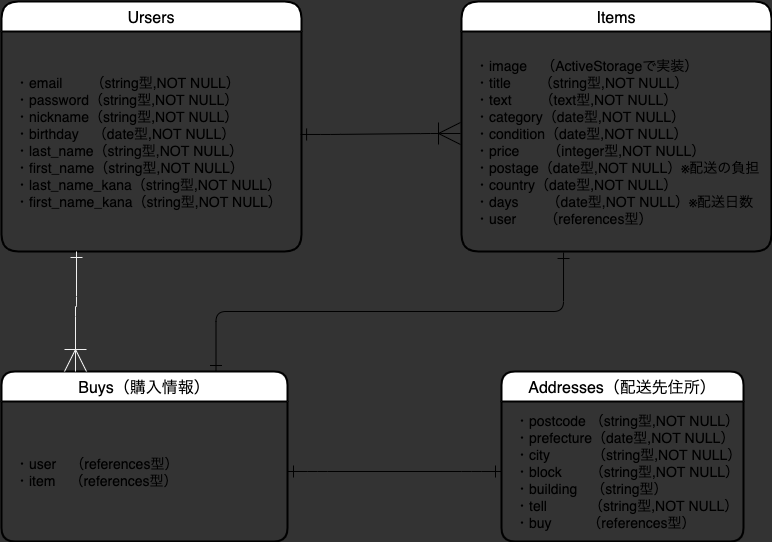 Ursers
・email　（string型,NOT NULL）
・password（string型,NOT NULL）
・nickname（string型,NOT NULL）
・birthday　（date型,NOT NULL）
・last_name（string型,NOT NULL）
・first_name（string型,NOT NULL）
・last_name_kana（string型,NOT NULL）
・first_name_kana（string型,NOT NULL）
Items
・image　（ActiveStorageで実装）
・title　（string型,NOT NULL）
・text　（text型,NOT NULL）
・category（date型,NOT NULL）
・condition（date型,NOT NULL）
・price　（integer型,NOT NULL）
・postage（date型,NOT NULL）※配送の負担
・country（date型,NOT NULL）
・days　（date型,NOT NULL）※配送日数
・user　（references型）
Buys（購入情報）
・user　（references型）
・item　（references型）
Addresses（配送先住所）
・postcode （string型,NOT NULL）
・prefecture（date型,NOT NULL）
・city　（string型,NOT NULL）
・block　（string型,NOT NULL）
・building　（string型）
・tell　（string型,NOT NULL）
・buy　（references型）